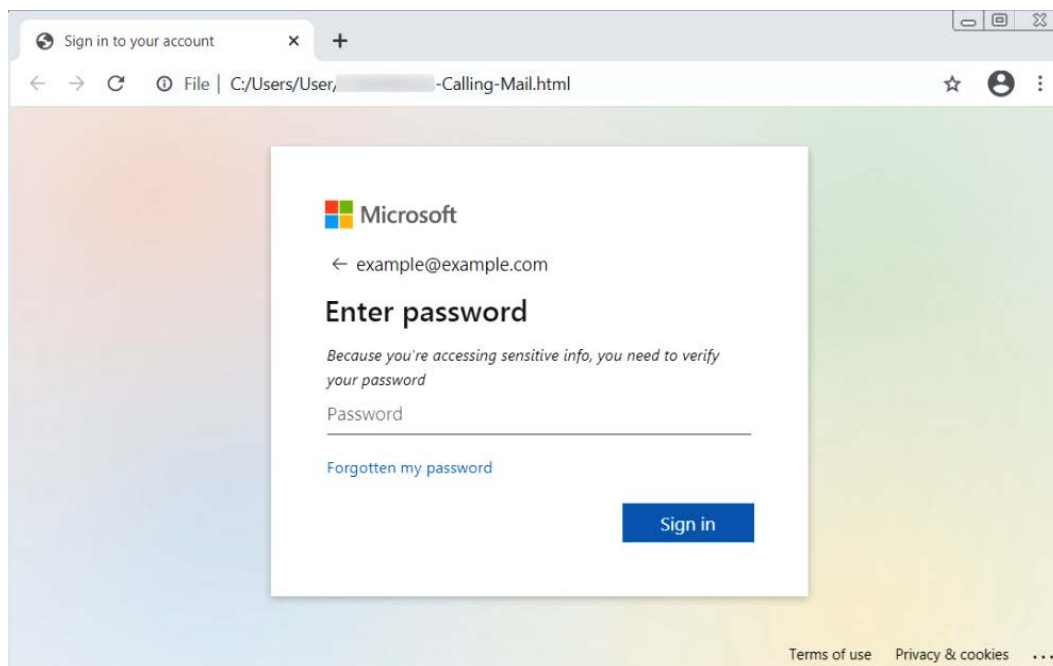 Sign in to your account
File | C:/Users/User/ -Calling-Mail.html
Microsoft
← example@example.com
Enter password
Because you're accessing sensitive info, you need to verify
your password
Password
Forgotten my password
Sign in
Terms of use Privacy & cookies ...